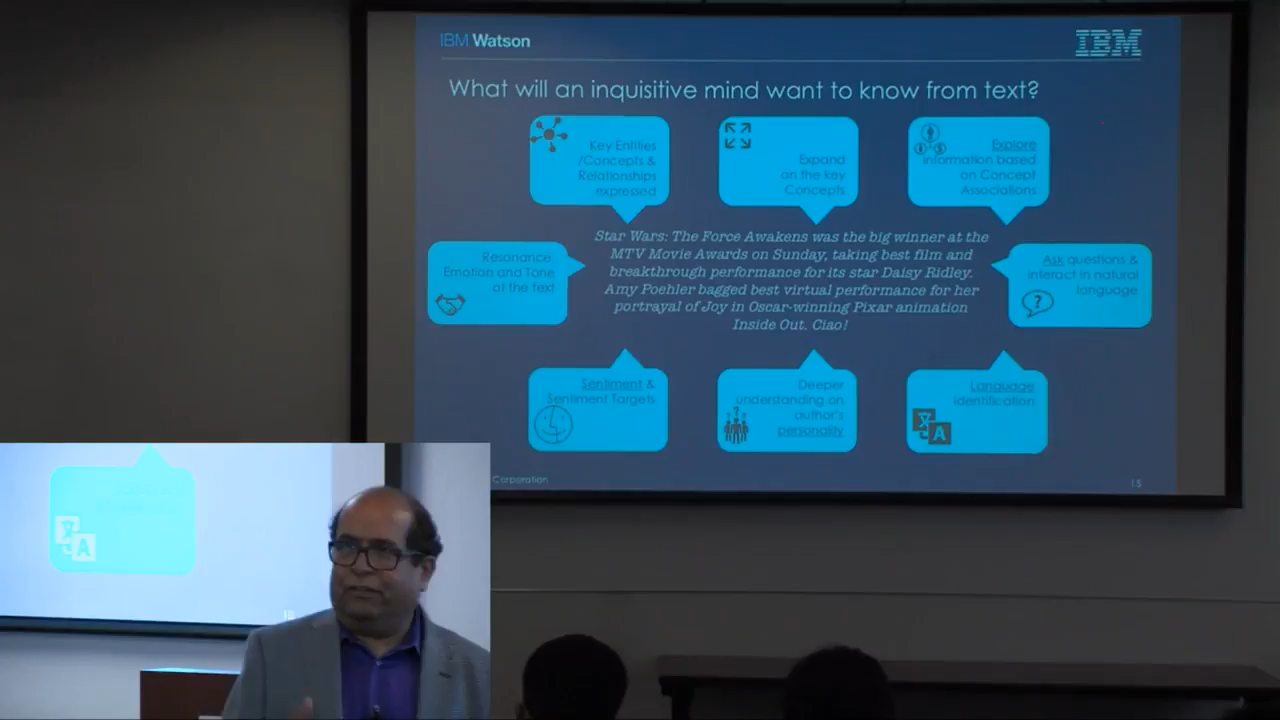 IBM Watson
IBM
What will an inquisitive mind want to know from text?
Key Entities
/Concepts &
Relationships
expressed
Expand
on the key
Concepts
Explore
information based
on Concept
Associations
Resonance
Emotion and Tone
of the text
Star Wars: The Force Awakens was the big winner at the
MTV Movie Awards on Sunday, taking best film and
breakthrough performance for its star Daisy Ridley.
Amy Poehler bagged best virtual performance for her
portrayal of Joy in Oscar-winning Pixar animation
Inside Out. Ciao!
Ask questions &
interact in natural
language
?
Sentiment &
Sentiment Targets
Deeper
understanding on
author's
personality
Language
identification
A
Corporation
15
A